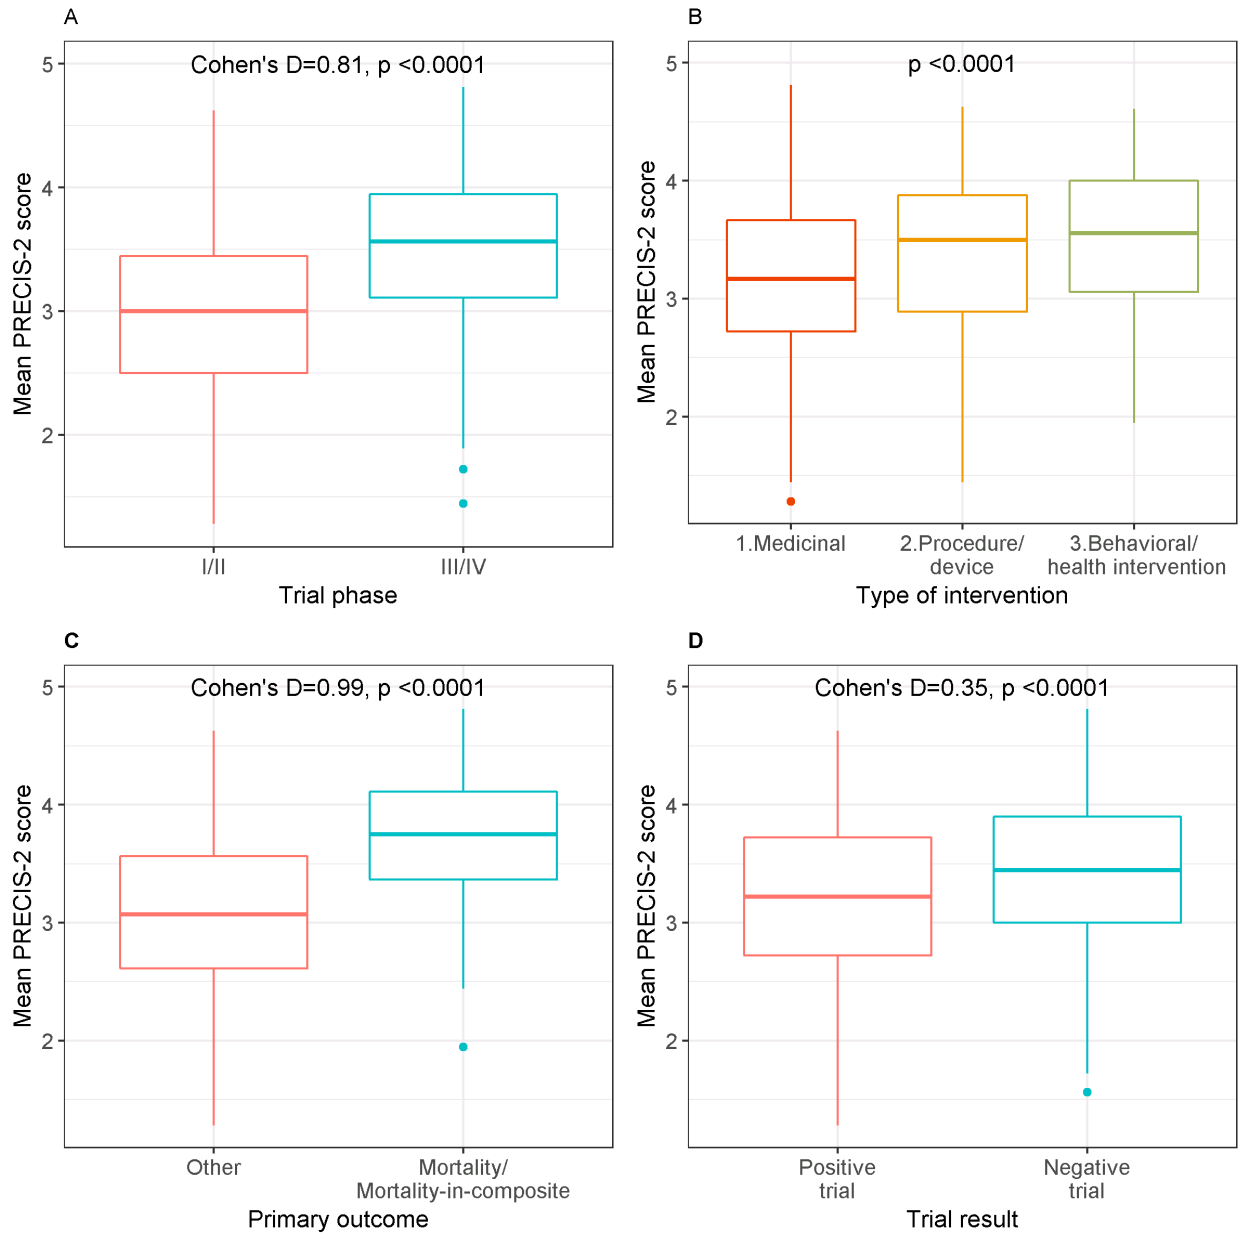 A
Cohen's D=0.81, p <0.0001
Mean PRECIS-2 score
5
4
3
2
I/II
III/IV
Trial phase
B
p <0.0001
Mean PRECIS-2 score
5
4
3
2
1.Medicinal
2.Procedure/
device
3.Behavioral/
health intervention
Type of intervention
C
Cohen's D=0.99, p <0.0001
Mean PRECIS-2 score
5
4
3
2
Other
Mortality/
Mortality-in-composite
Primary outcome
D
Cohen's D=0.35, p <0.0001
Mean PRECIS-2 score
5
4
3
2
Positive
trial
Negative
trial
Trial result